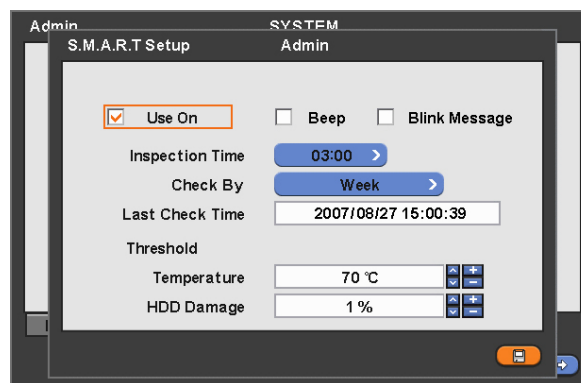 Admin SYSTEM
S.M.A.R.T Setup Admin
Use On Beep Blink Message
Inspection Time 03:00
Check By Week
Last Check Time 2007/08/27 15:00:39
Threshold
Temperature 70 ℃
HDD Damage 1 %